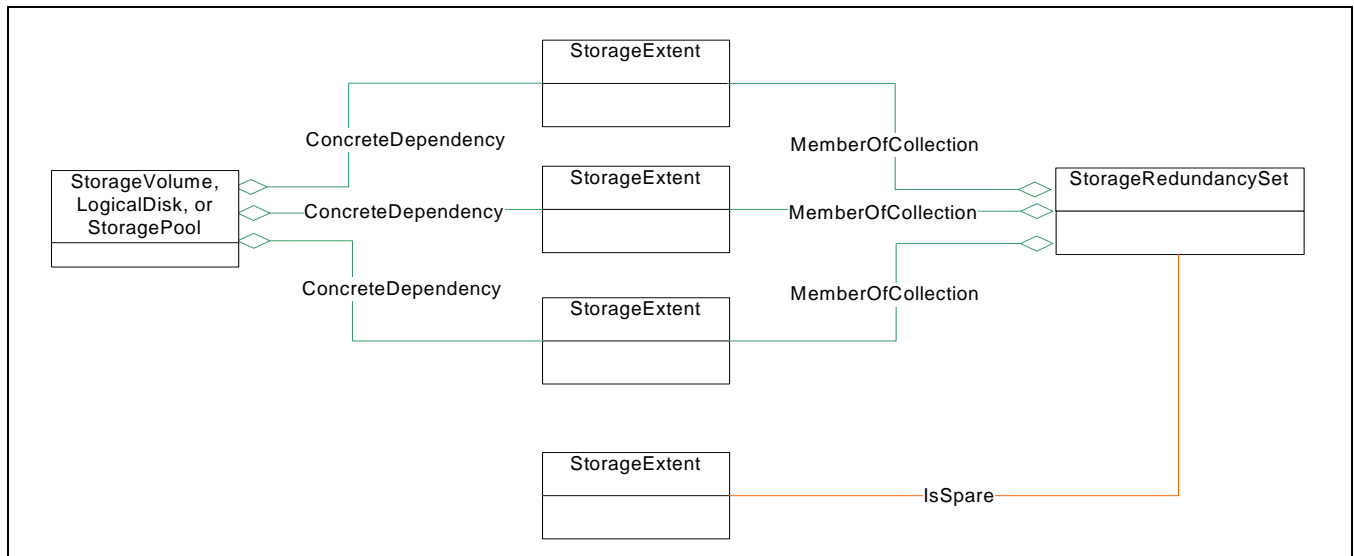 StorageExtent
ConcreteDependency
MemberOfCollection
StorageVolume,
LogicalDisk, or
StoragePool
StorageExtent
StorageRedundancySet
ConcreteDependency
MemberOfCollection
ConcreteDependency
MemberOfCollection
StorageExtent
StorageExtent
IsSpare